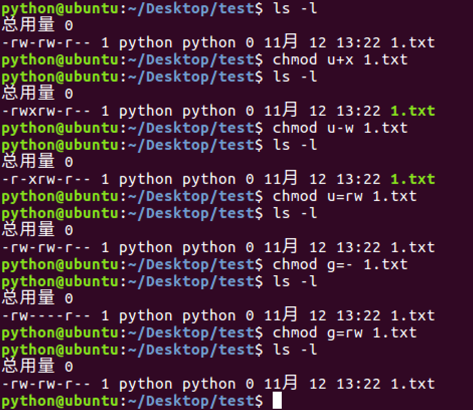 python@ubuntu:~/Desktop/test$ ls -l
总用量 0
-rw-rw-r-- 1 python python 0 11月 12 13:22 1.txt
python@ubuntu:~/Desktop/test$ chmod u+x 1.txt
python@ubuntu:~/Desktop/test$ ls -l
总用量 0
-rwxrw-r-- 1 python python 0 11月 12 13:22 1.txt
python@ubuntu:~/Desktop/test$ chmod u-w 1.txt
python@ubuntu:~/Desktop/test$ ls -l
总用量 0
-r-xrw-r-- 1 python python 0 11月 12 13:22 1.txt
python@ubuntu:~/Desktop/test$ chmod u=rw 1.txt
python@ubuntu:~/Desktop/test$ ls -l
总用量 0
-rw-rw-r-- 1 python python 0 11月 12 13:22 1.txt
python@ubuntu:~/Desktop/test$ chmod g=- 1.txt
python@ubuntu:~/Desktop/test$ ls -l
总用量 0
-rw----r-- 1 python python 0 11月 12 13:22 1.txt
python@ubuntu:~/Desktop/test$ chmod g=rw 1.txt
python@ubuntu:~/Desktop/test$ ls -l
总用量 0
-rw-rw-r-- 1 python python 0 11月 12 13:22 1.txt
python@ubuntu:~/Desktop/test$